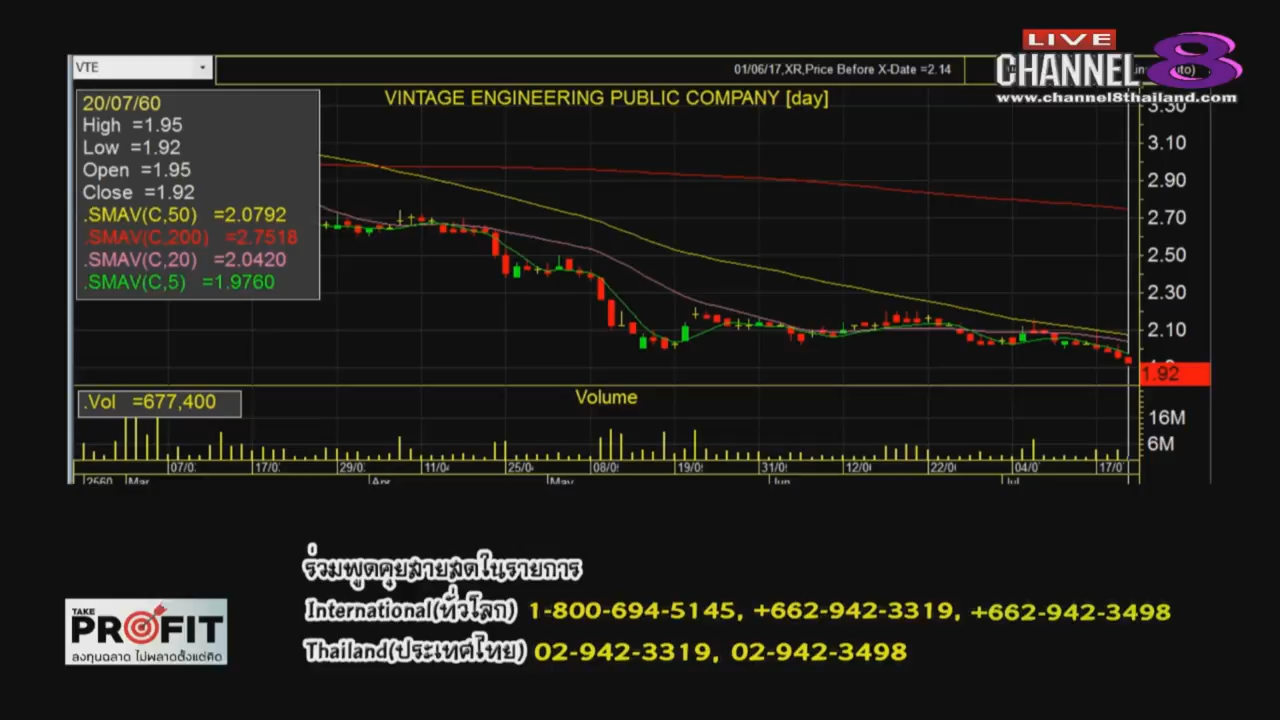 LIVE
CHANNEL 8
www.channel8thailand.com
VTE
01/06/17,XR,Price Before X-Date =2.14
VINTAGE ENGINEERING PUBLIC COMPANY [day]
20/07/60
High =1.95
Low =1.92
Open =1.95
Close =1.92
.SMAV(C,50) =2.0792
.SMAV(C,200) =2.7518
.SMAV(C,20) =2.0420
.SMAV(C,5) =1.9760
3.30
3.10
2.90
2.70
2.50
2.30
2.10
1.92
.Vol =677,400
Volume
16M
6M
07/0 17/0 29/0 11/0 25/0 08/0 19/0 31/0 12/0 22/0 04/0 17/0
2560 Mar Apr May Jun Jul
ร่วมพูดคุยสายสดในรายการ
International(ทั่วโลก) 1-800-694-5145, +662-942-3319, +662-942-3498
Thailand(ประเทศไทย) 02-942-3319, 02-942-3498
TAKE
PROFIT
ลงทุนฉลาด ไม่พลาดตั้งแต่คิด